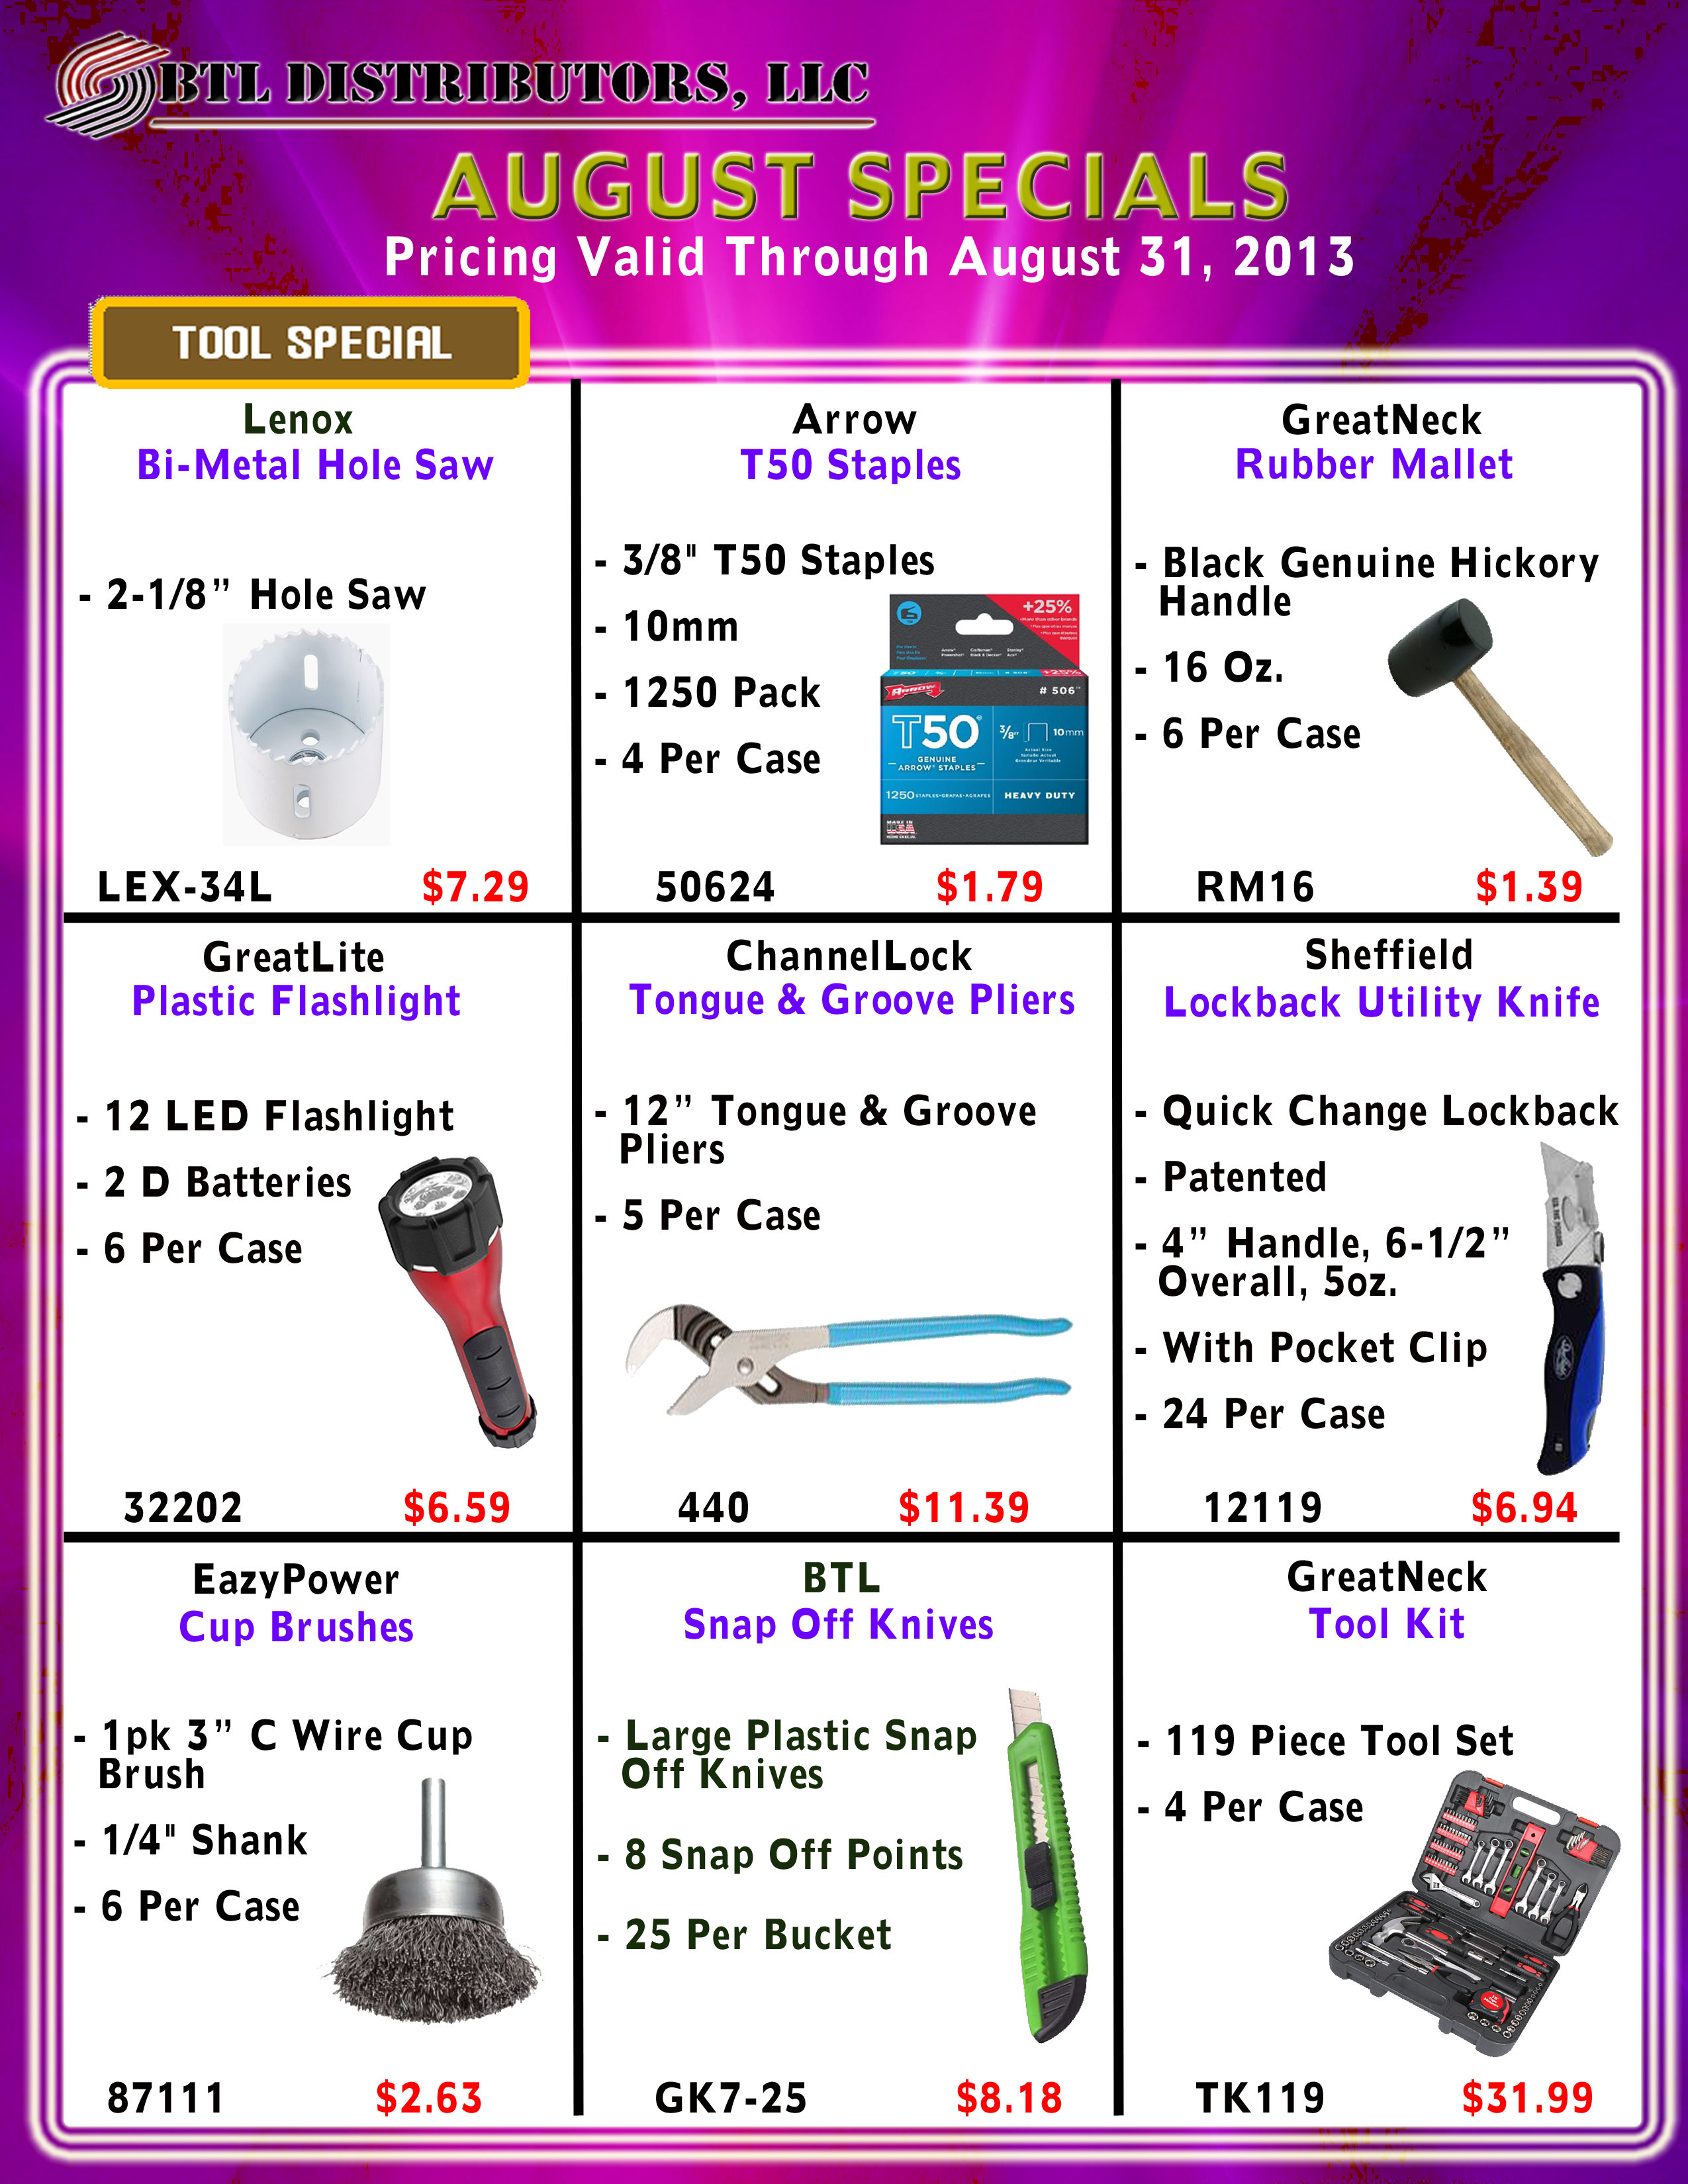 BTL DISTRIBUTORS, LLC
AUGUST SPECIALS
Pricing Valid Through August 31, 2013
TOOL SPECIAL
Lenox
Bi-Metal Hole Saw
- 2-1/8” Hole Saw
LEX-34L $7.29
Arrow
T50 Staples
- 3/8" T50 Staples
- 10mm
- 1250 Pack
- 4 Per Case
+25%
ARROW
# 506
T50
3/8" 10mm
GENUINE
ARROW® STAPLES
1250 STAPLES•GRAPAS•AGRAFES HEAVY DUTY
MADE IN
USA
50624 $1.79
GreatNeck
Rubber Mallet
- Black Genuine Hickory
Handle
- 16 Oz.
- 6 Per Case
RM16 $1.39
GreatLite
Plastic Flashlight
- 12 LED Flashlight
- 2 D Batteries
- 6 Per Case
32202 $6.59
ChannelLock
Tongue & Groove Pliers
- 12” Tongue & Groove
Pliers
- 5 Per Case
440 $11.39
Sheffield
Lockback Utility Knife
- Quick Change Lockback
- Patented
- 4” Handle, 6-1/2”
Overall, 5oz.
- With Pocket Clip
- 24 Per Case
12119 $6.94
EazyPower
Cup Brushes
- 1pk 3” C Wire Cup
Brush
- 1/4" Shank
- 6 Per Case
87111 $2.63
BTL
Snap Off Knives
- Large Plastic Snap
Off Knives
- 8 Snap Off Points
- 25 Per Bucket
GK7-25 $8.18
GreatNeck
Tool Kit
- 119 Piece Tool Set
- 4 Per Case
TK119 $31.99